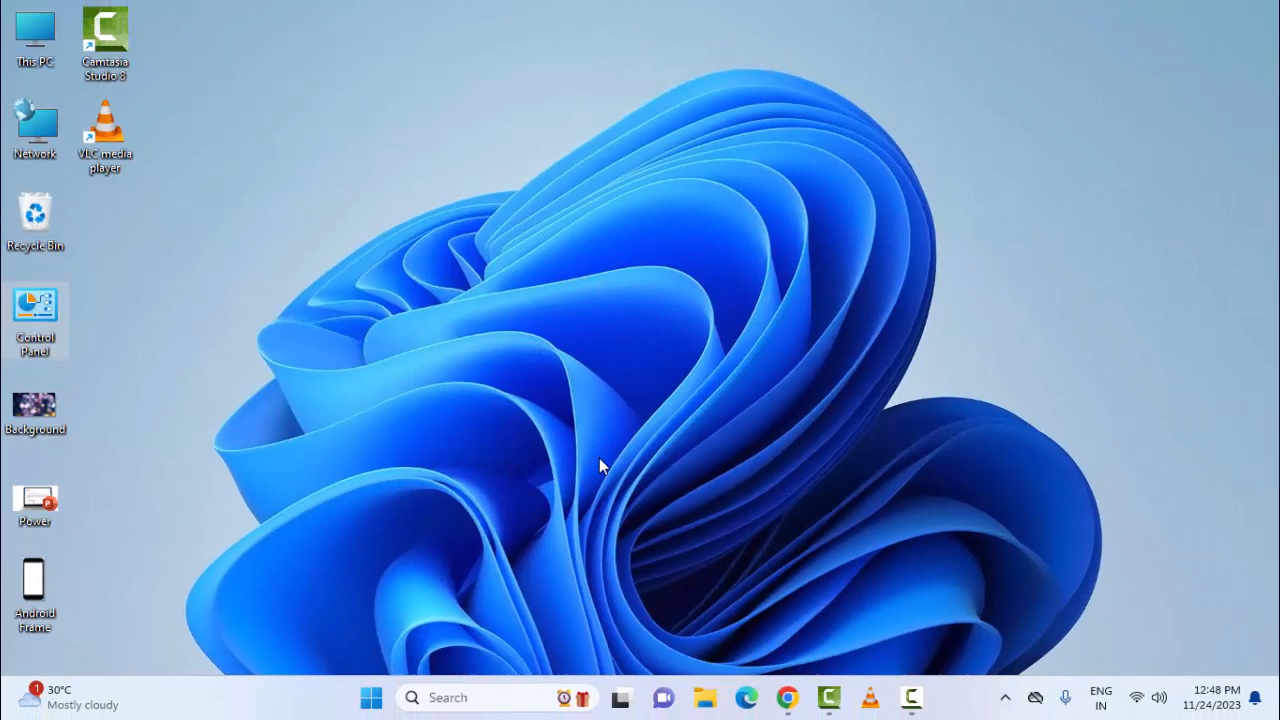 This PC
Camtasia
Studio 8
Network
VLC media
player
Recycle Bin
Control
Panel
Background
Power
Android
Frame
1
30°C
Mostly cloudy
Search
ENG
IN
12:48 PM
11/24/2023